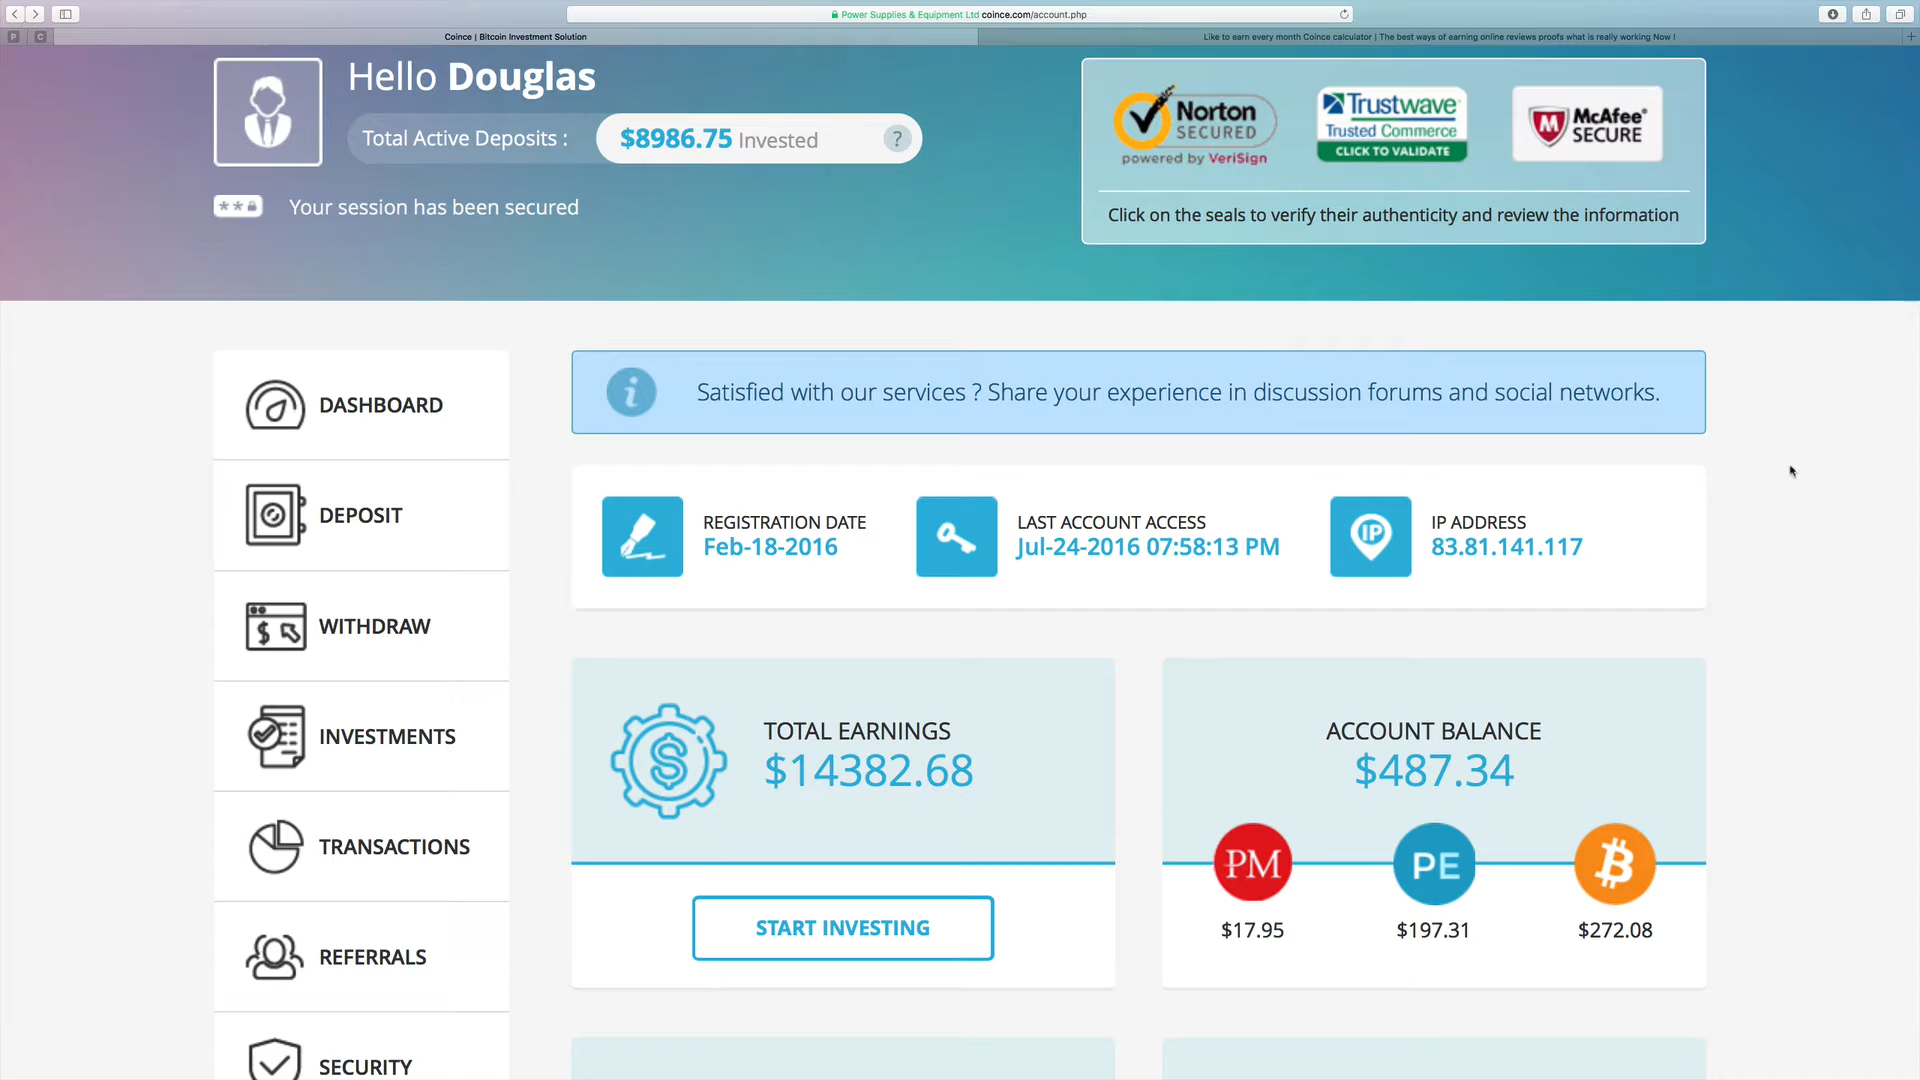 Power Supplies & Equipment Ltd coince.com/account.php
P C
Coince | Bitcoin Investment Solution
Like to earn every month Coince calculator | The best ways of earning online reviews proofs what is really working Now !
Hello Douglas
Total Active Deposits :
$8986.75 Invested ?
**
Your session has been secured
Norton
SECURED
powered by VeriSign
Trustwave®
Trusted Commerce
CLICK TO VALIDATE
McAfee®
SECURE
Click on the seals to verify their authenticity and review the information
DASHBOARD
DEPOSIT
WITHDRAW
INVESTMENTS
TRANSACTIONS
REFERRALS
SECURITY
Satisfied with our services ? Share your experience in discussion forums and social networks.
REGISTRATION DATE
Feb-18-2016
LAST ACCOUNT ACCESS
Jul-24-2016 07:58:13 PM
IP
IP ADDRESS
83.81.141.117
TOTAL EARNINGS
$14382.68
START INVESTING
ACCOUNT BALANCE
$487.34
PM
PE
$17.95
$197.31
$272.08